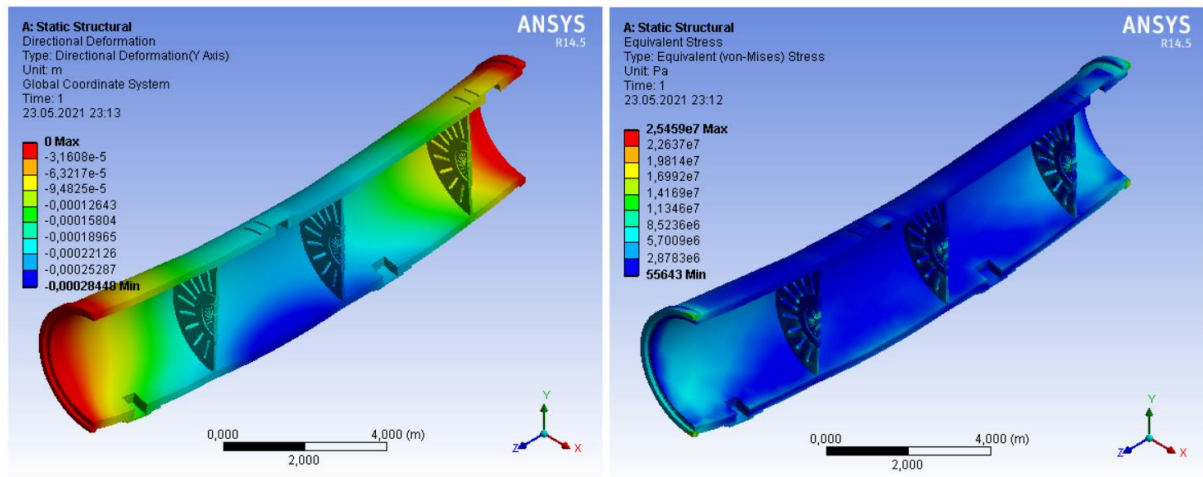 A: Static Structural
Directional Deformation
Type: Directional Deformation(Y Axis)
Unit: m
Global Coordinate System
Time: 1
23.05.2021 23:13
0 Max
-3,1608e-5
-6,3217e-5
-9,4825e-5
-0,00012643
-0,00015804
-0,00018965
-0,00022126
-0,00025287
-0,00028448 Min
ANSYS
R14.5
0,000
4,000 (m)
2,000
Y
Z
X
A: Static Structural
Equivalent Stress
Type: Equivalent (von-Mises) Stress
Unit: Pa
Time: 1
23.05.2021 23:12
2,5459e7 Max
2,2637e7
1,9814e7
1,6992e7
1,4169e7
1,1346e7
8,5236e6
5,7009e6
2,8783e6
55643 Min
ANSYS
R14.5
0,000
4,000 (m)
2,000
Y
Z
X